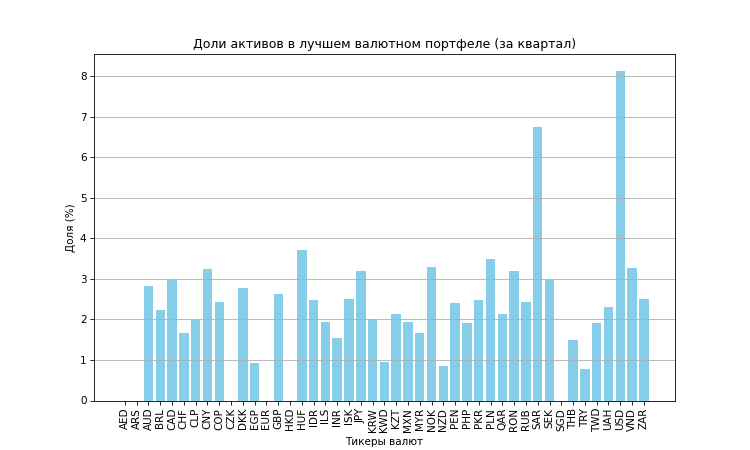 Доли активов в лучшем валютном портфеле (за квартал)
8
7
6
5
4
3
2
1
0
Доля (%)
AED ARS AUD BRL CAD CHF CLP CNY COP CZK DKK EGP EUR GBP HKD HUF IDR ILS INR ISK JPY KRW KWD KZT MXN MYR NOK NZD PEN PHP PKR PLN QAR RON RUB SAR SEK SGD THB TRY TWD UAH USD VND ZAR
Тикеры валют